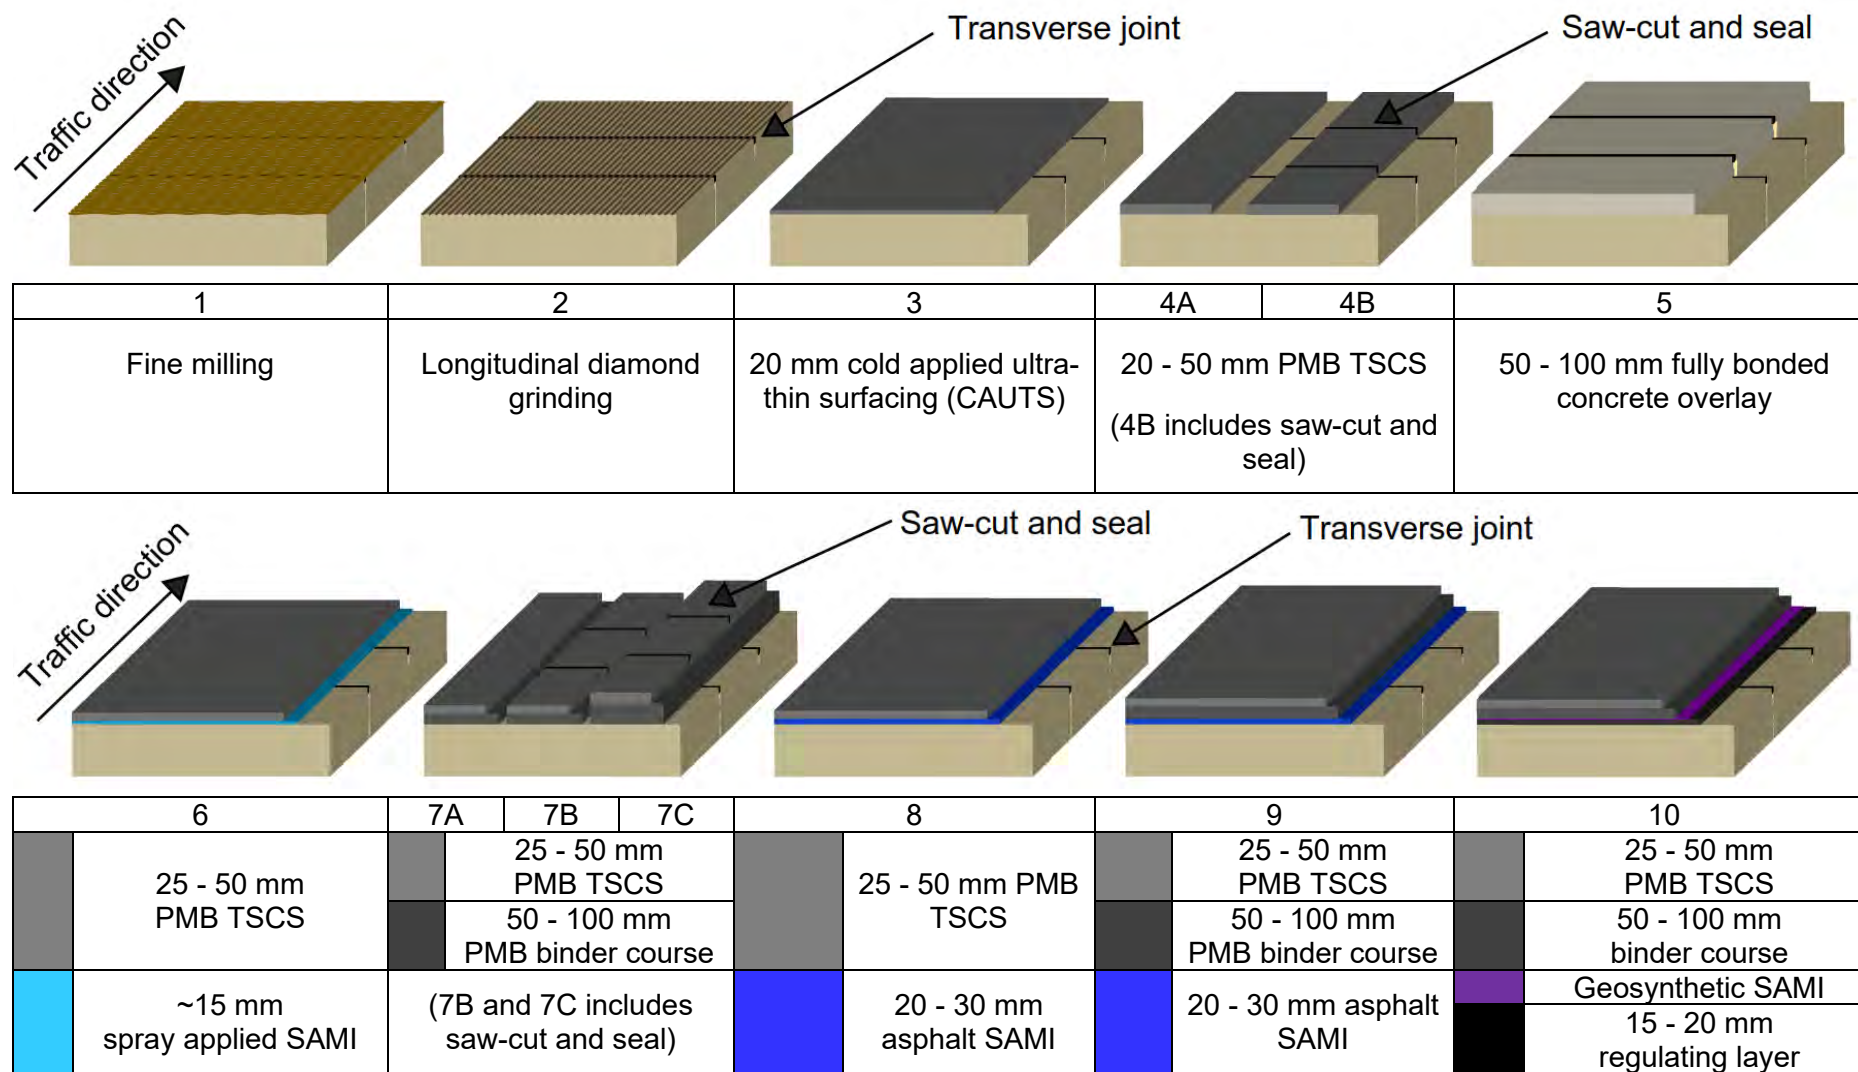 Traffic direction
Transverse joint
Saw-cut and seal
1
2
3
4A
4B
5
Fine milling
Longitudinal diamond
grinding
20 mm cold applied ultra-
thin surfacing (CAUTS)
20 - 50 mm PMB TSCS
(4B includes saw-cut and
seal)
50 - 100 mm fully bonded
concrete overlay
Traffic direction
Saw-cut and seal
Transverse joint
6
7A
7B
7C
8
9
10
25 - 50 mm
PMB TSCS
~15 mm
spray applied SAMI
25 - 50 mm
PMB TSCS
50 - 100 mm
PMB binder course
(7B and 7C includes
saw-cut and seal)
25 - 50 mm PMB
TSCS
20 - 30 mm
asphalt SAMI
25 - 50 mm
PMB TSCS
50 - 100 mm
PMB binder course
20 - 30 mm asphalt
SAMI
25 - 50 mm
PMB TSCS
50 - 100 mm
binder course
Geosynthetic SAMI
15 - 20 mm
regulating layer